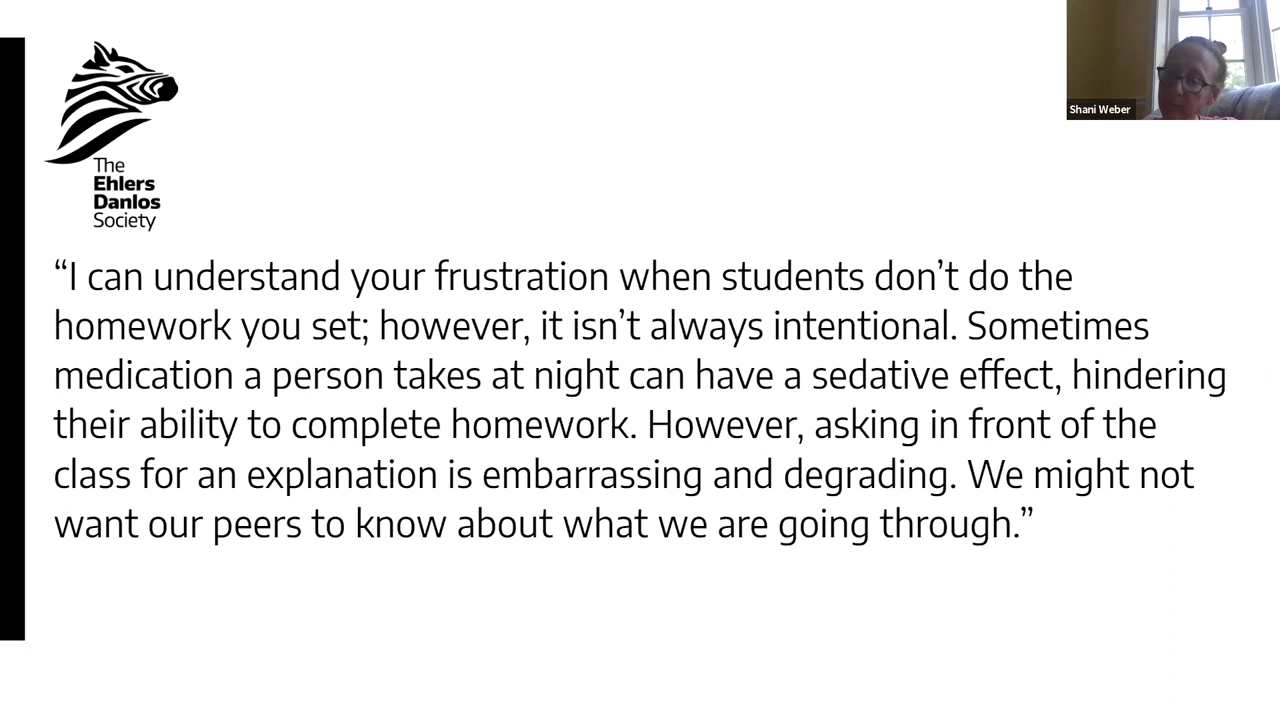 Shani Weber
The
Ehlers
Danlos
Society
“I can understand your frustration when students don’t do the
homework you set; however, it isn’t always intentional. Sometimes
medication a person takes at night can have a sedative effect, hindering
their ability to complete homework. However, asking in front of the
class for an explanation is embarrassing and degrading. We might not
want our peers to know about what we are going through.”